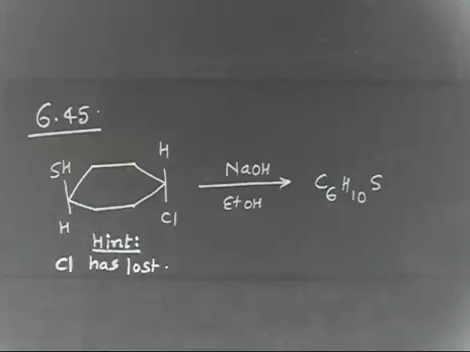 6.45.
SH H
NaOH
EtOH
C6H10S
H Cl
Hint:
Cl has lost.